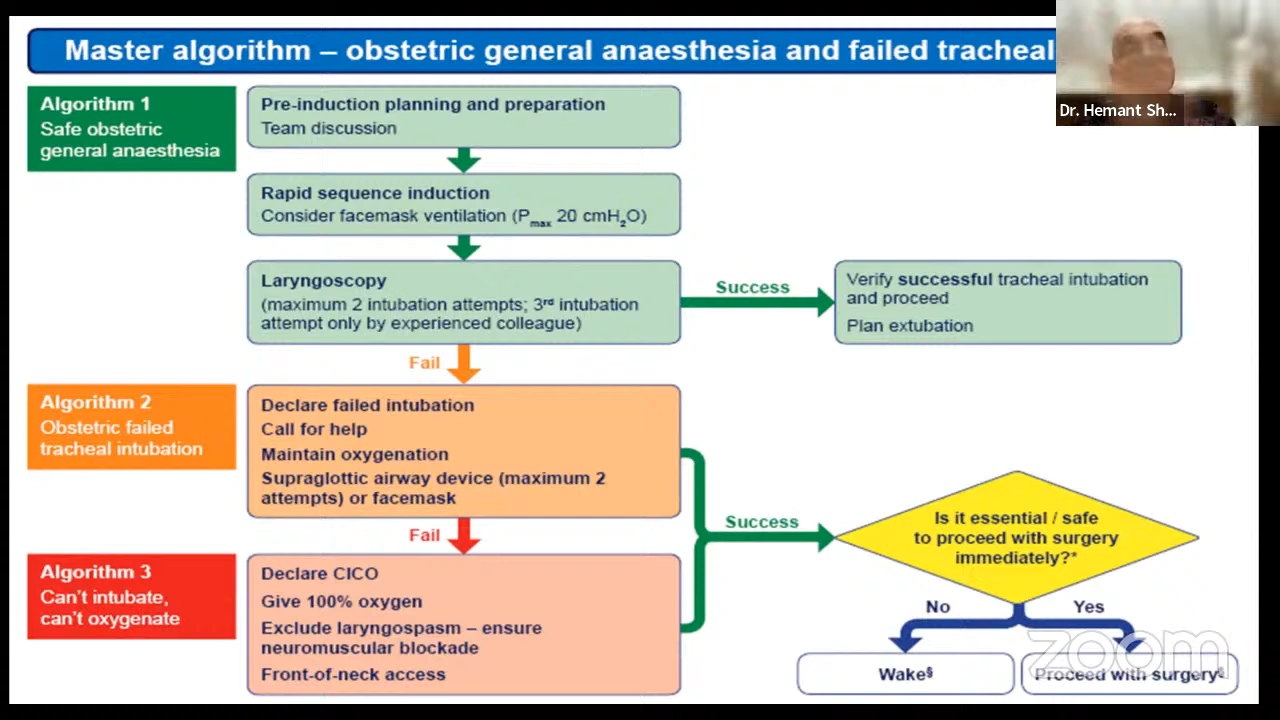 Master algorithm – obstetric general anaesthesia and failed tracheal
Dr. Hemant Sh...
Algorithm 1
Safe obstetric
general anaesthesia
Pre-induction planning and preparation
Team discussion
Rapid sequence induction
Consider facemask ventilation (Pmax 20 cmH2O)
Laryngoscopy
(maximum 2 intubation attempts; 3rd intubation
attempt only by experienced colleague)
Success
Verify successful tracheal intubation
and proceed
Plan extubation
Fail
Algorithm 2
Obstetric failed
tracheal intubation
Declare failed intubation
Call for help
Maintain oxygenation
Supraglottic airway device (maximum 2
attempts) or facemask
Success
Is it essential / safe
to proceed with surgery
immediately?*
Fail
Algorithm 3
Can't intubate,
can't oxygenate
Declare CICO
Give 100% oxygen
Exclude laryngospasm – ensure
neuromuscular blockade
Front-of-neck access
No
Yes
Wake§
Proceed with surgery§
zoom